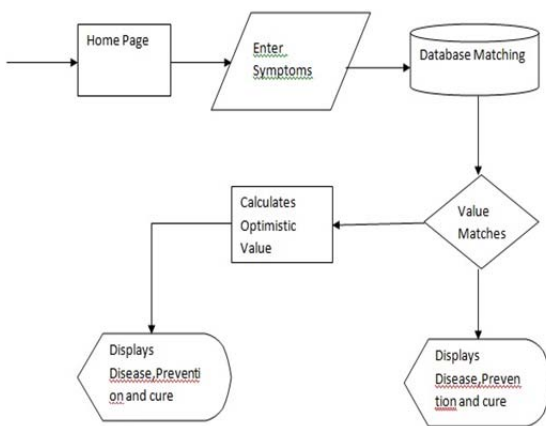 Home Page
Enter
Symptoms
Database Matching
Calculates
Optimistic
Value
Value
Matches
Displays
Disease,Preventi
on and cure
Displays
Disease,Preven
tion and cure